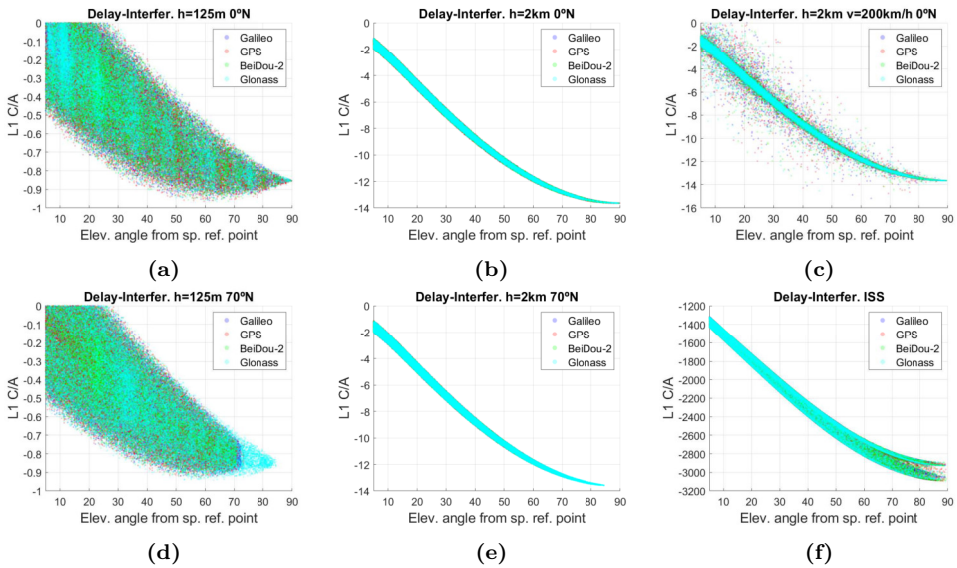 Delay-Interfer. h=125m 0ºN
L1 C/A
0
-0.1
-0.2
-0.3
-0.4
-0.5
-0.6
-0.7
-0.8
-0.9
-1
Galileo
GPS
BeiDou-2
Glonass
10 20 30 40 50 60 70 80 90
Elev. angle from sp. ref. point
(a)
Delay-Interfer. h=2km 0ºN
L1 C/A
0
-2
-4
-6
-8
-10
-12
-14
Galileo
GPS
BeiDou-2
Glonass
10 20 30 40 50 60 70 80 90
Elev. angle from sp. ref. point
(b)
Delay-Interfer. h=2km v=200km/h 0ºN
L1 C/A
0
-2
-4
-6
-8
-10
-12
-14
-16
Galileo
GPS
BeiDou-2
Glonass
10 20 30 40 50 60 70 80 90
Elev. angle from sp. ref. point
(c)
Delay-Interfer. h=125m 70ºN
L1 C/A
0
-0.1
-0.2
-0.3
-0.4
-0.5
-0.6
-0.7
-0.8
-0.9
-1
Galileo
GPS
BeiDou-2
Glonass
10 20 30 40 50 60 70 80 90
Elev. angle from sp. ref. point
(d)
Delay-Interfer. h=2km 70ºN
L1 C/A
0
-2
-4
-6
-8
-10
-12
-14
Galileo
GPS
BeiDou-2
Glonass
10 20 30 40 50 60 70 80 90
Elev. angle from sp. ref. point
(e)
Delay-Interfer. ISS
L1 C/A
-1200
-1400
-1600
-1800
-2000
-2200
-2400
-2600
-2800
-3000
-3200
Galileo
GPS
BeiDou-2
Glonass
10 20 30 40 50 60 70 80 90
Elev. angle from sp. ref. point
(f)